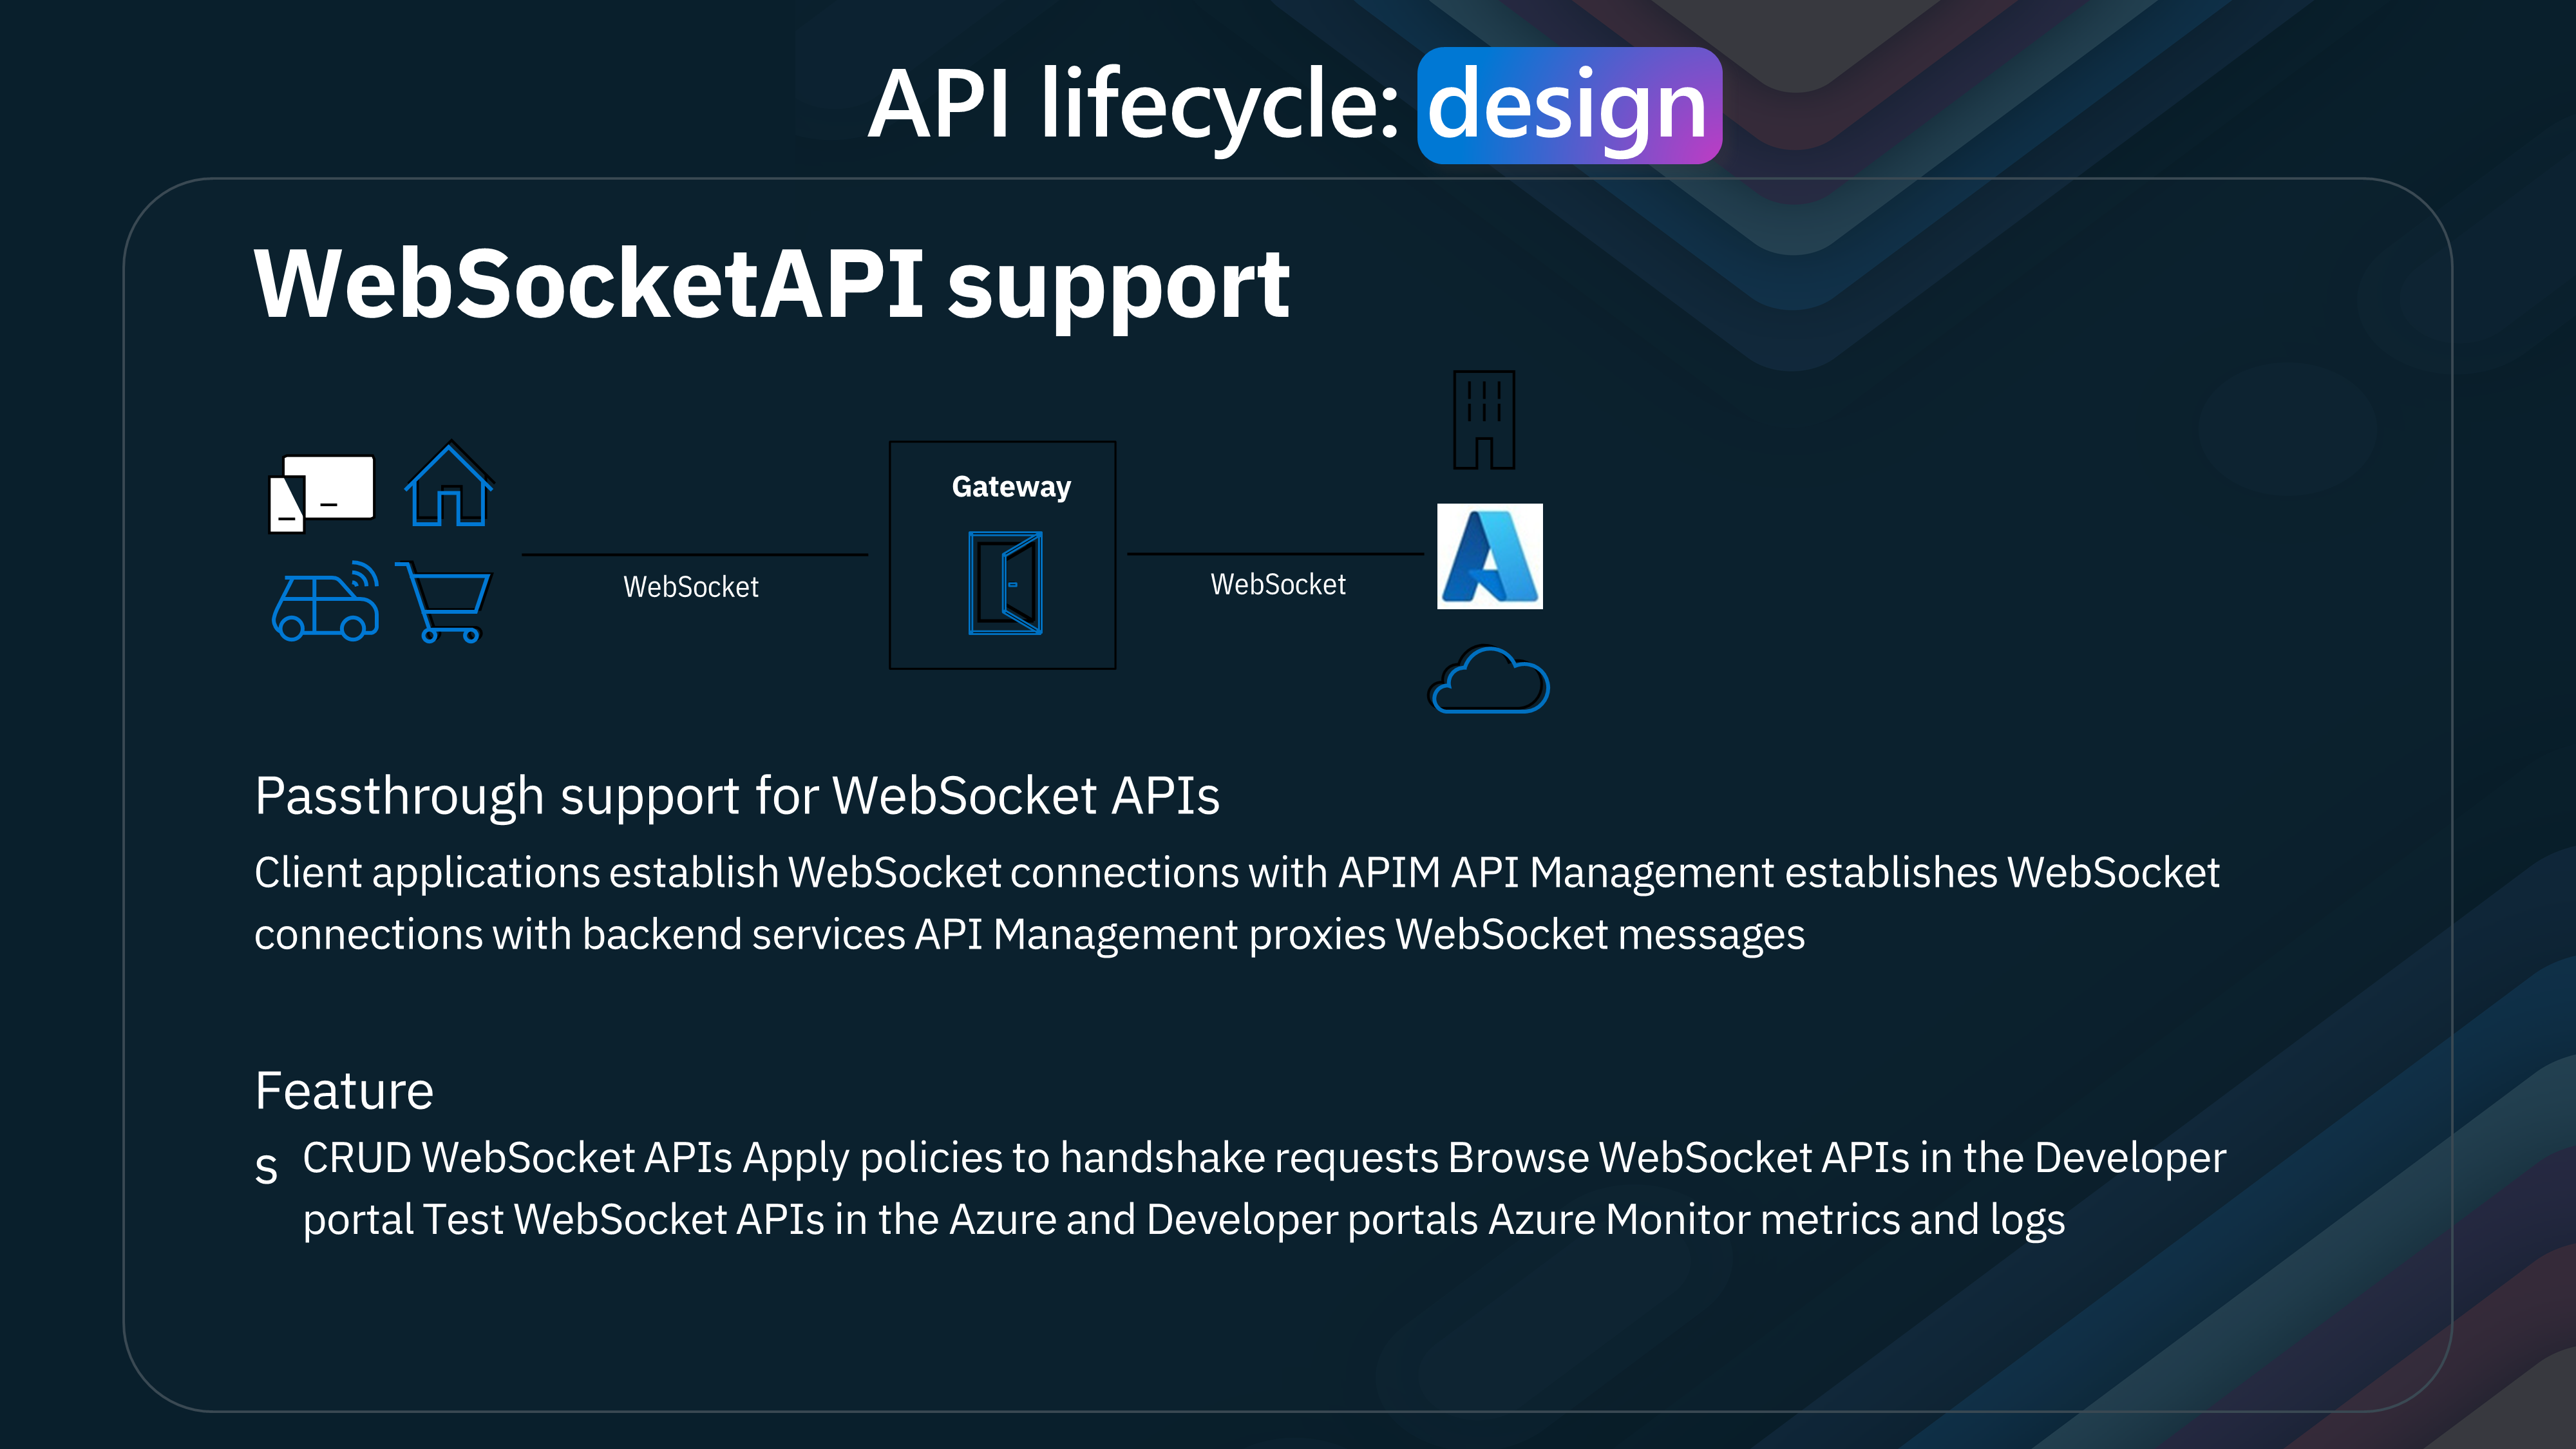 API lifecycle: design
WebSocketAPI support
Gateway
WebSocket
WebSocket
Passthrough support for WebSocket APIs
Client applications establish WebSocket connections with APIM API Management establishes WebSocket
connections with backend services API Management proxies WebSocket messages
Feature
s
CRUD WebSocket APIs Apply policies to handshake requests Browse WebSocket APIs in the Developer
portal Test WebSocket APIs in the Azure and Developer portals Azure Monitor metrics and logs